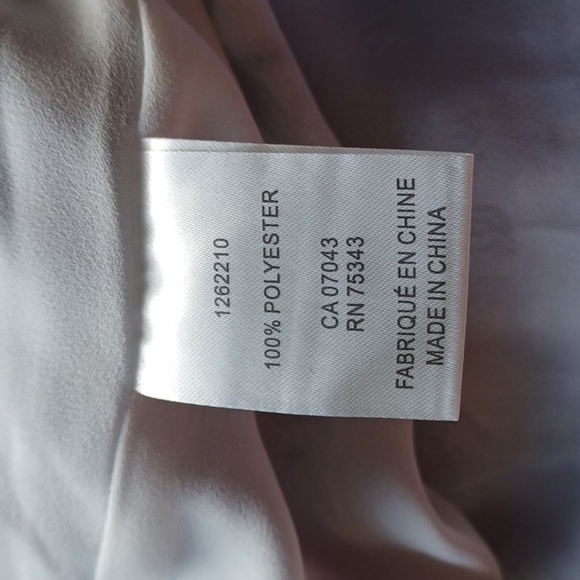 1262210
100% POLYESTER
CA 07043
RN 75343
FABRIQUÉ EN CHINE
MADE IN CHINA